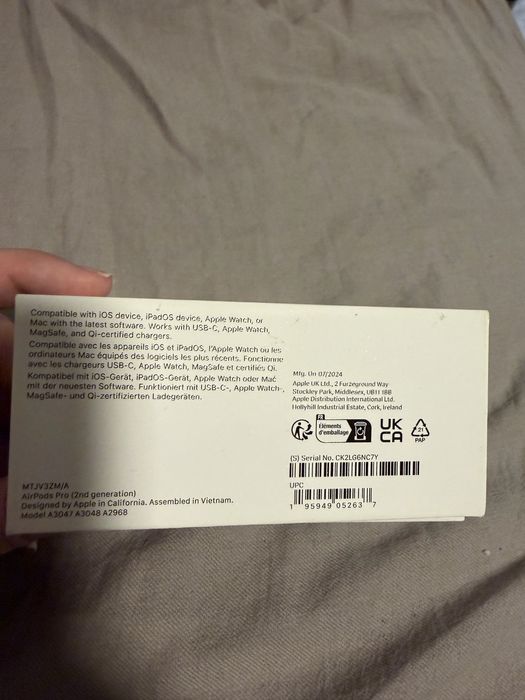 Compatible with iOS device, iPadOS device, Apple Watch, or
Mac with the latest software. Works with USB-C, Apple Watch,
MagSafe, and Qi-certified chargers.
Compatible avec les appareils iOS et iPadOS, l'Apple Watch ou les
ordinateurs Mac équipés des logiciels les plus récents. Fonctionne
avec les chargeurs USB-C, Apple Watch, MagSafe et certifiés Qi.
Kompatibel mit iOS-Gerät, iPadOS-Gerät, Apple Watch oder Mac
mit der neuesten Software. Funktioniert mit USB-C-, Apple Watch-,
MagSafe- und Qi-zertifizierten Ladegeräten.
MTJV3ZM/A
AirPods Pro (2nd generation)
Designed by Apple in California. Assembled in Vietnam.
Model A3047 A3048 A2968
Mfg. On 07/2024
Apple UK Ltd., 2 Furzeground Way
Stockley Park, Middlesex, UB11 1BB
Apple Distribution International Ltd.
Hollyhill Industrial Estate, Cork, Ireland
FR
Éléments
d'emballage
UK
CA
21
PAP
(S) Serial No. CK2LG6NC7Y
UPC
1 95949 05263 7